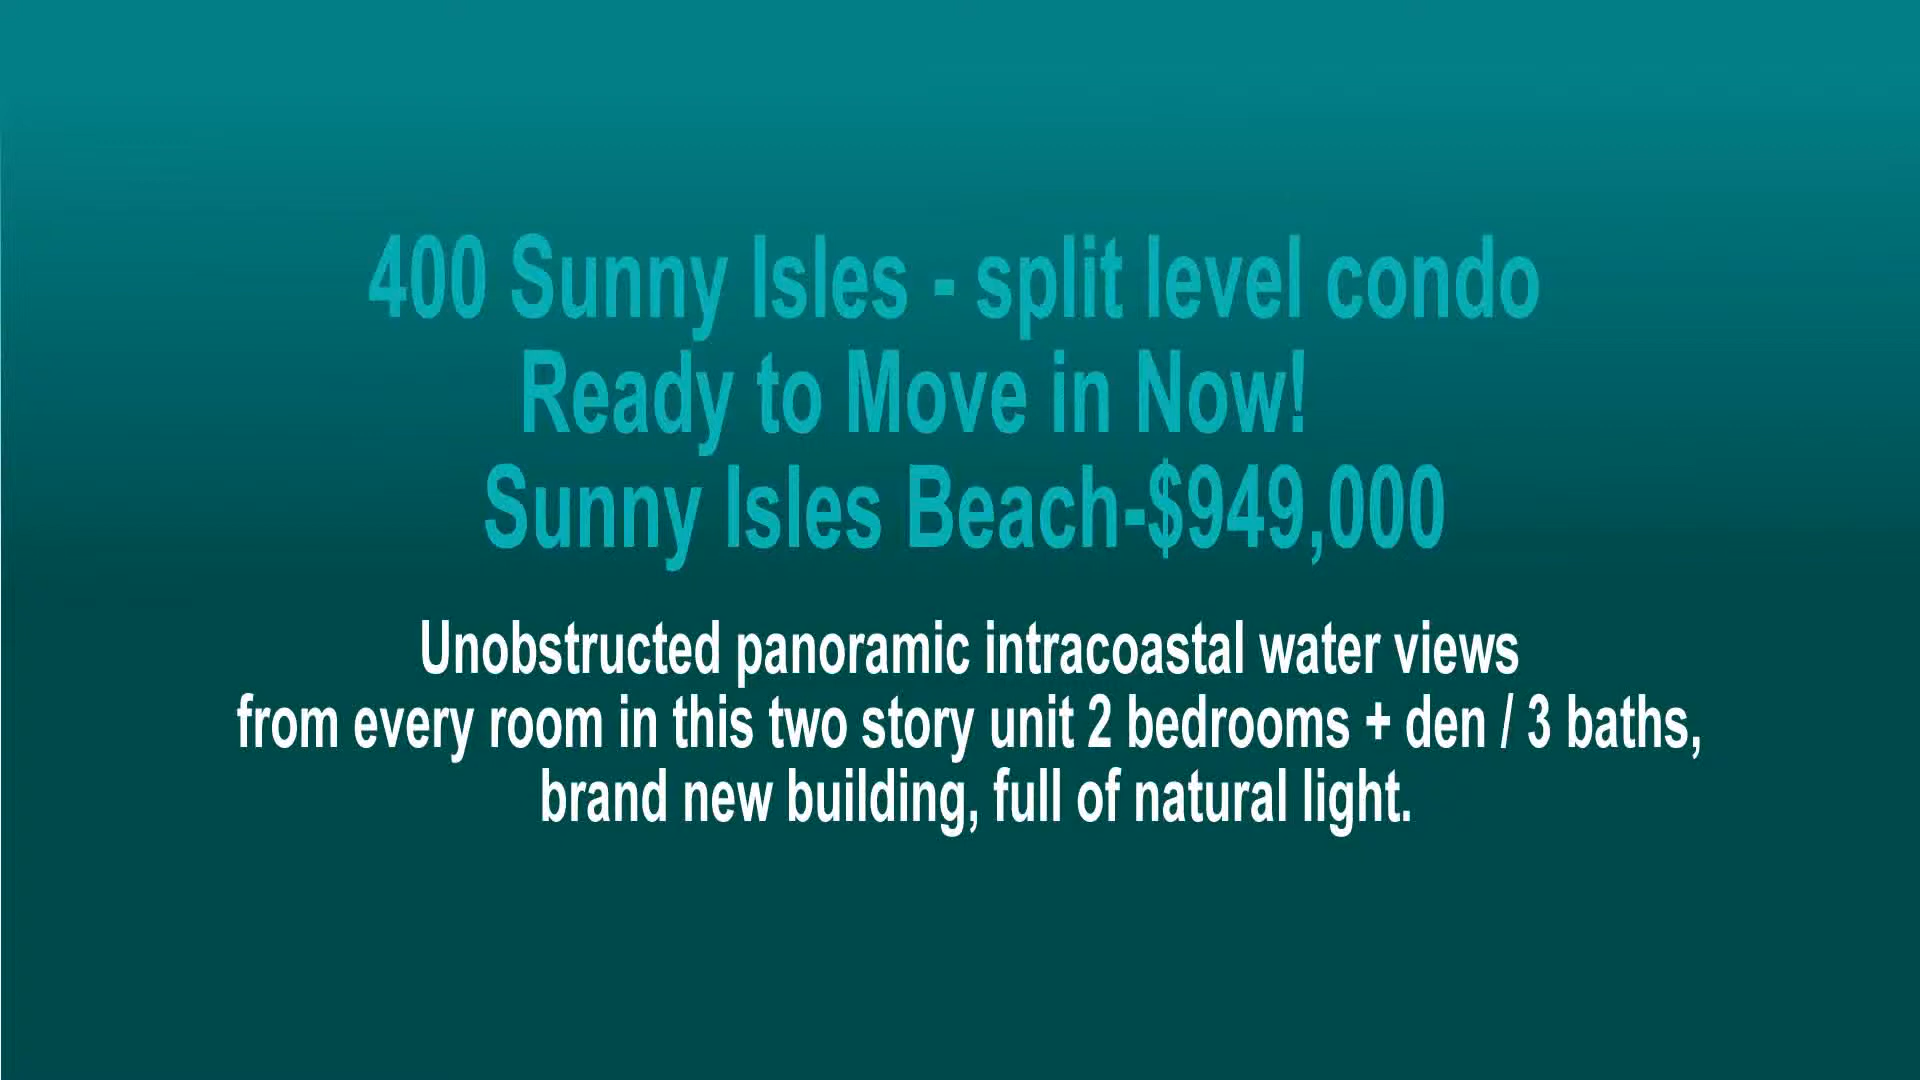 400 Sunny Isles - split level condo
Ready to Move in Now!
Sunny Isles Beach-$949,000
Unobstructed panoramic intracoastal water views
from every room in this two story unit 2 bedrooms + den / 3 baths,
brand new building, full of natural light.